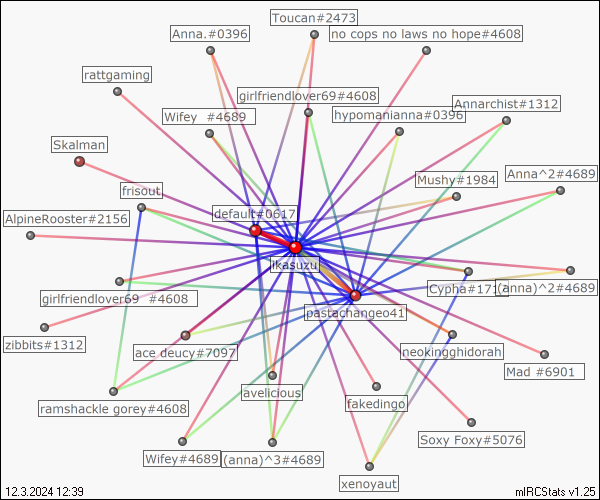 Toucan#2473
Anna.#0396
no cops no laws no hope#4608
rattgaming
girlfriendlover69#4608
Annarchist#1312
Wifey  #4689
hypomanianna#0396
Skalman
Anna^2#4689
Mushy#1984
friscut
default#0617
AlpineRooster#2156
ikasuzu
(anna)^2#4689
girlfriendlover69  #4608
pastachangeo41
zibbits#1312
ace deucy#7097
neokingghidorah
Mad  #6901
avelicious
ramshackle gorey#4608
fakedingo
Soxy Foxy#5076
Wifey#4689
(anna)^3#4689
xenoyaut
12.3.2024 12:39
mIRCStats v1.25